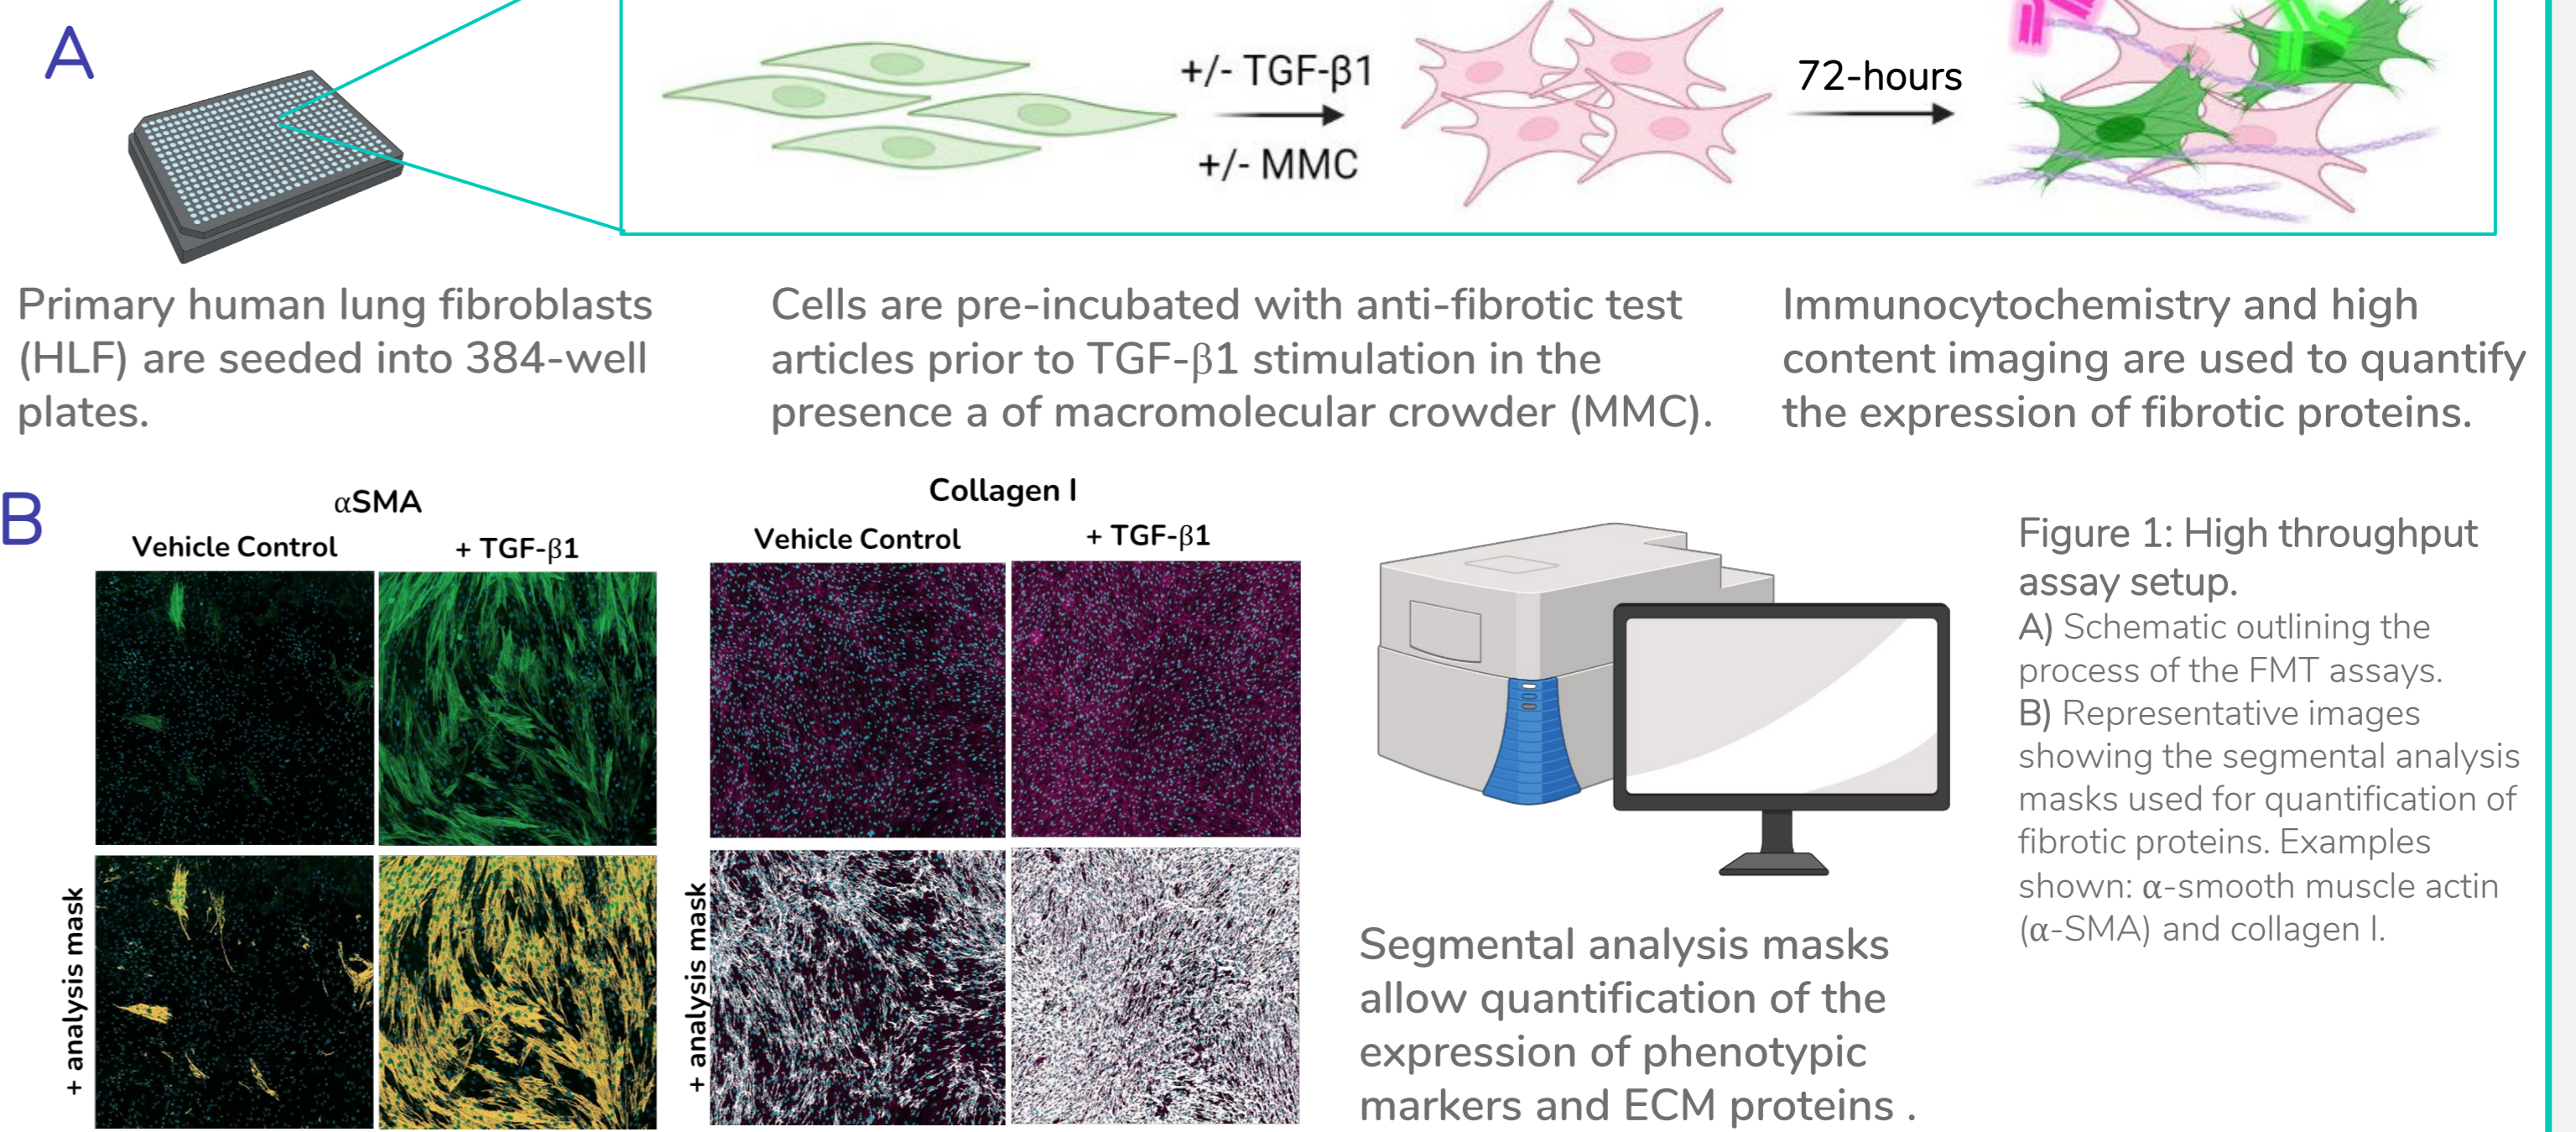 A
+/- TGF-β1
+/- MMC
72-hours
Primary human lung fibroblasts
(HLF) are seeded into 384-well
plates.
Cells are pre-incubated with anti-fibrotic test
articles prior to TGF-β1 stimulation in the
presence a of macromolecular crowder (MMC).
Immunocytochemistry and high
content imaging are used to quantify
the expression of fibrotic proteins.
B
αSMA
Vehicle Control
+ TGF-β1
+ analysis mask
Collagen I
Vehicle Control
+ TGF-β1
+ analysis mask
Segmental analysis masks
allow quantification of the
expression of phenotypic
markers and ECM proteins .
Figure 1: High throughput
assay setup.
A) Schematic outlining the
process of the FMT assays.
B) Representative images
showing the segmental analysis
masks used for quantification of
fibrotic proteins. Examples
shown: α-smooth muscle actin
(α-SMA) and collagen I.